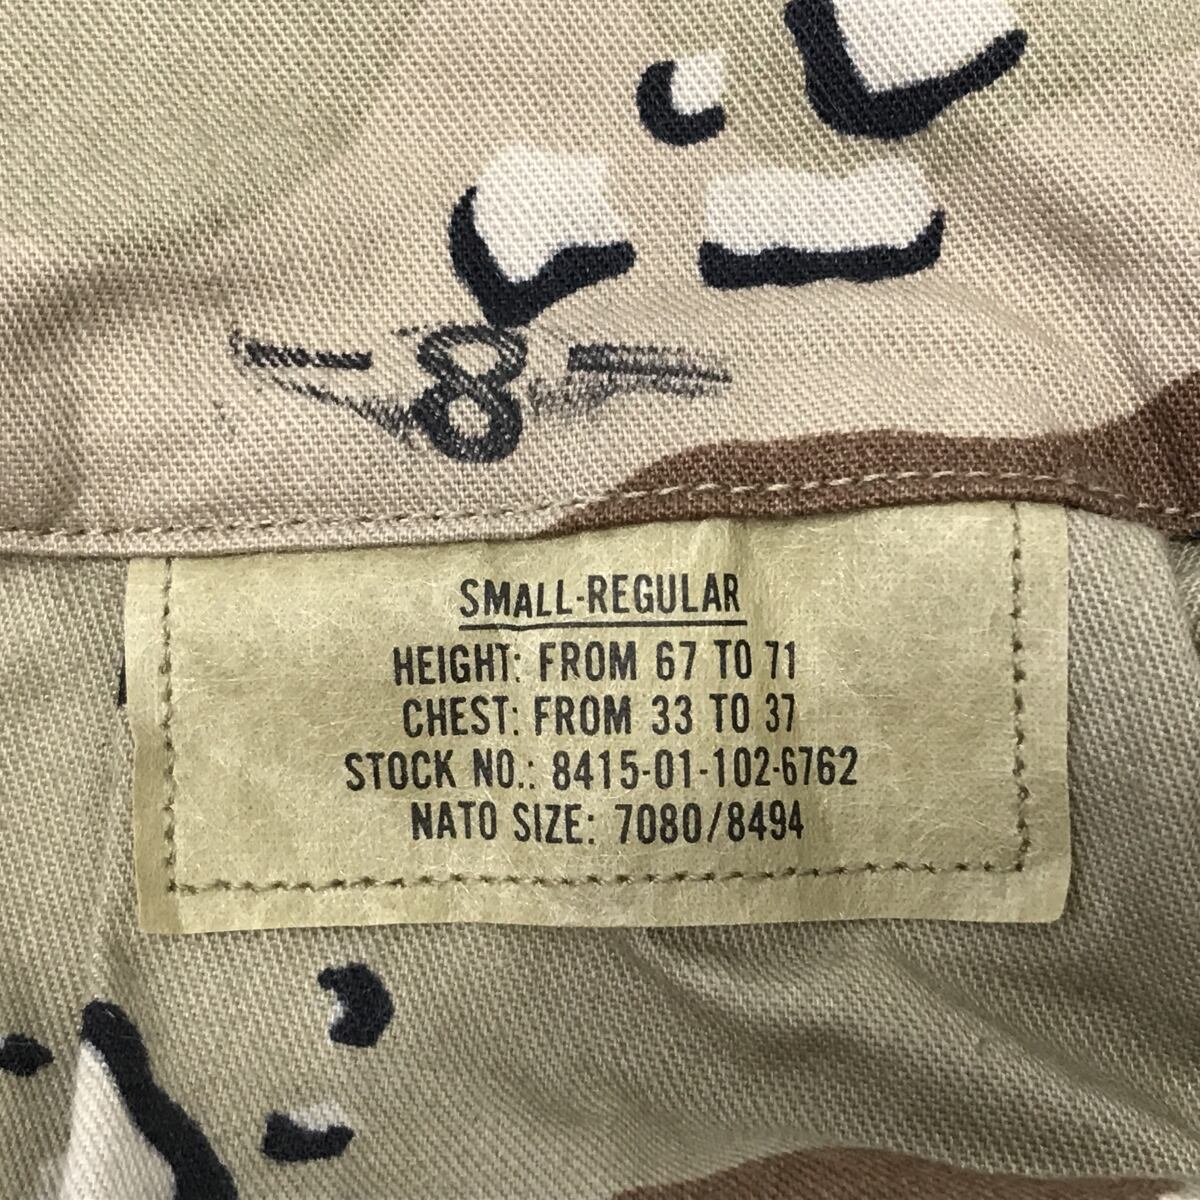 - 8 -
SMALL-REGULAR
HEIGHT: FROM 67 TO 71
CHEST: FROM 33 TO 37
STOCK NO.: 8415-01-102-6762
NATO SIZE: 7080/8494